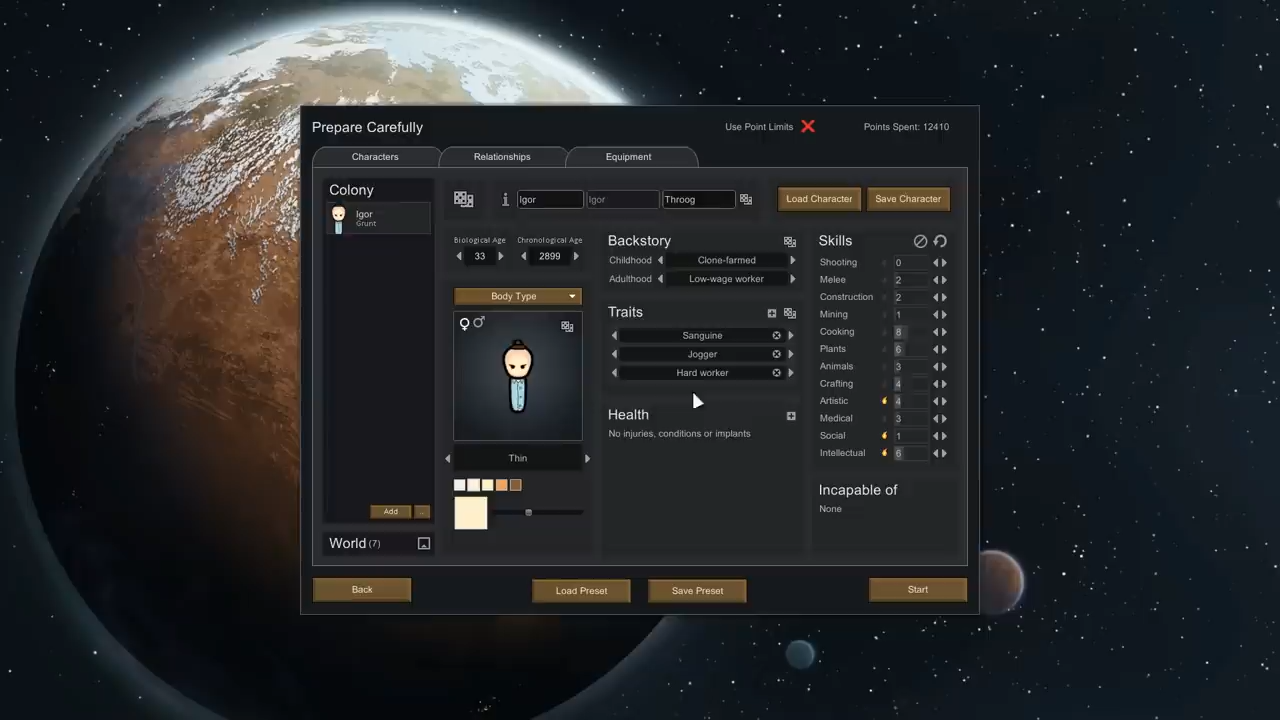 Prepare Carefully
Use Point Limits
Points Spent: 12410
Characters
Relationships
Equipment
Colony
Igor
Grunt
Add
...
World (7)
Igor
Igor
Throog
Load Character
Save Character
Biological Age
Chronological Age
33
2899
Body Type
Thin
Backstory
Childhood
Clone-farmed
Adulthood
Low-wage worker
Traits
Sanguine
Jogger
Hard worker
Health
No injuries, conditions or implants
Skills
Shooting 0
Melee 2
Construction 2
Mining 1
Cooking 8
Plants 6
Animals 3
Crafting 4
Artistic 4
Medical 3
Social 1
Intellectual 6
Incapable of
None
Back
Load Preset
Save Preset
Start